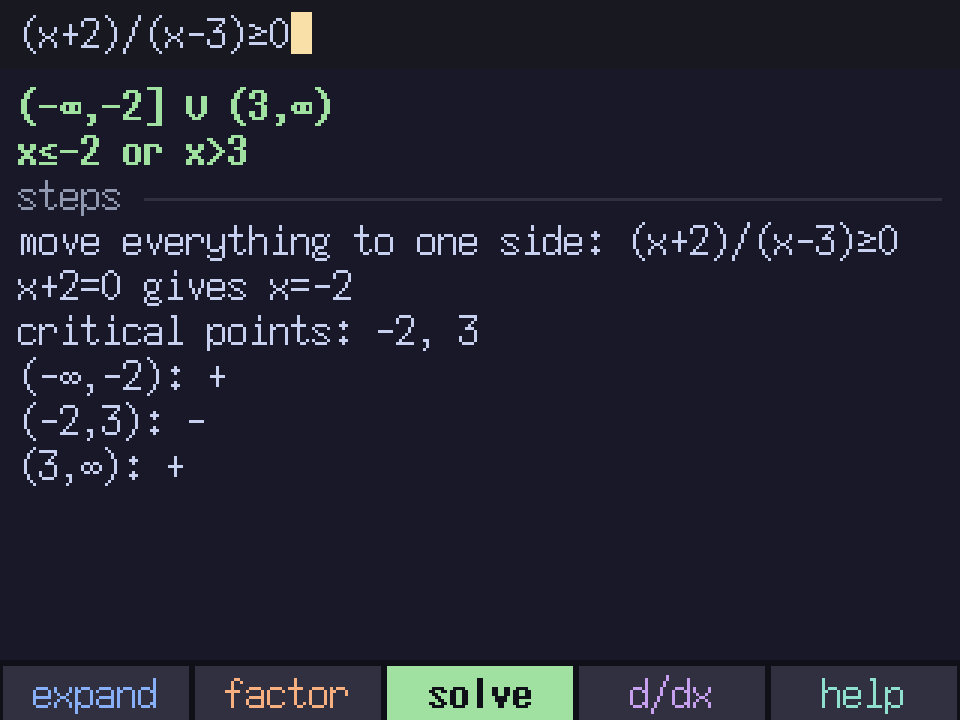 (x+2)/(x-3)≥0
(-∞,-2] ∪ (3,∞)
x≤-2 or x>3
steps
move everything to one side: (x+2)/(x-3)≥0
x+2=0 gives x=-2
critical points: -2, 3
(-∞,-2): +
(-2,3): -
(3,∞): +
expand factor solve d/dx help